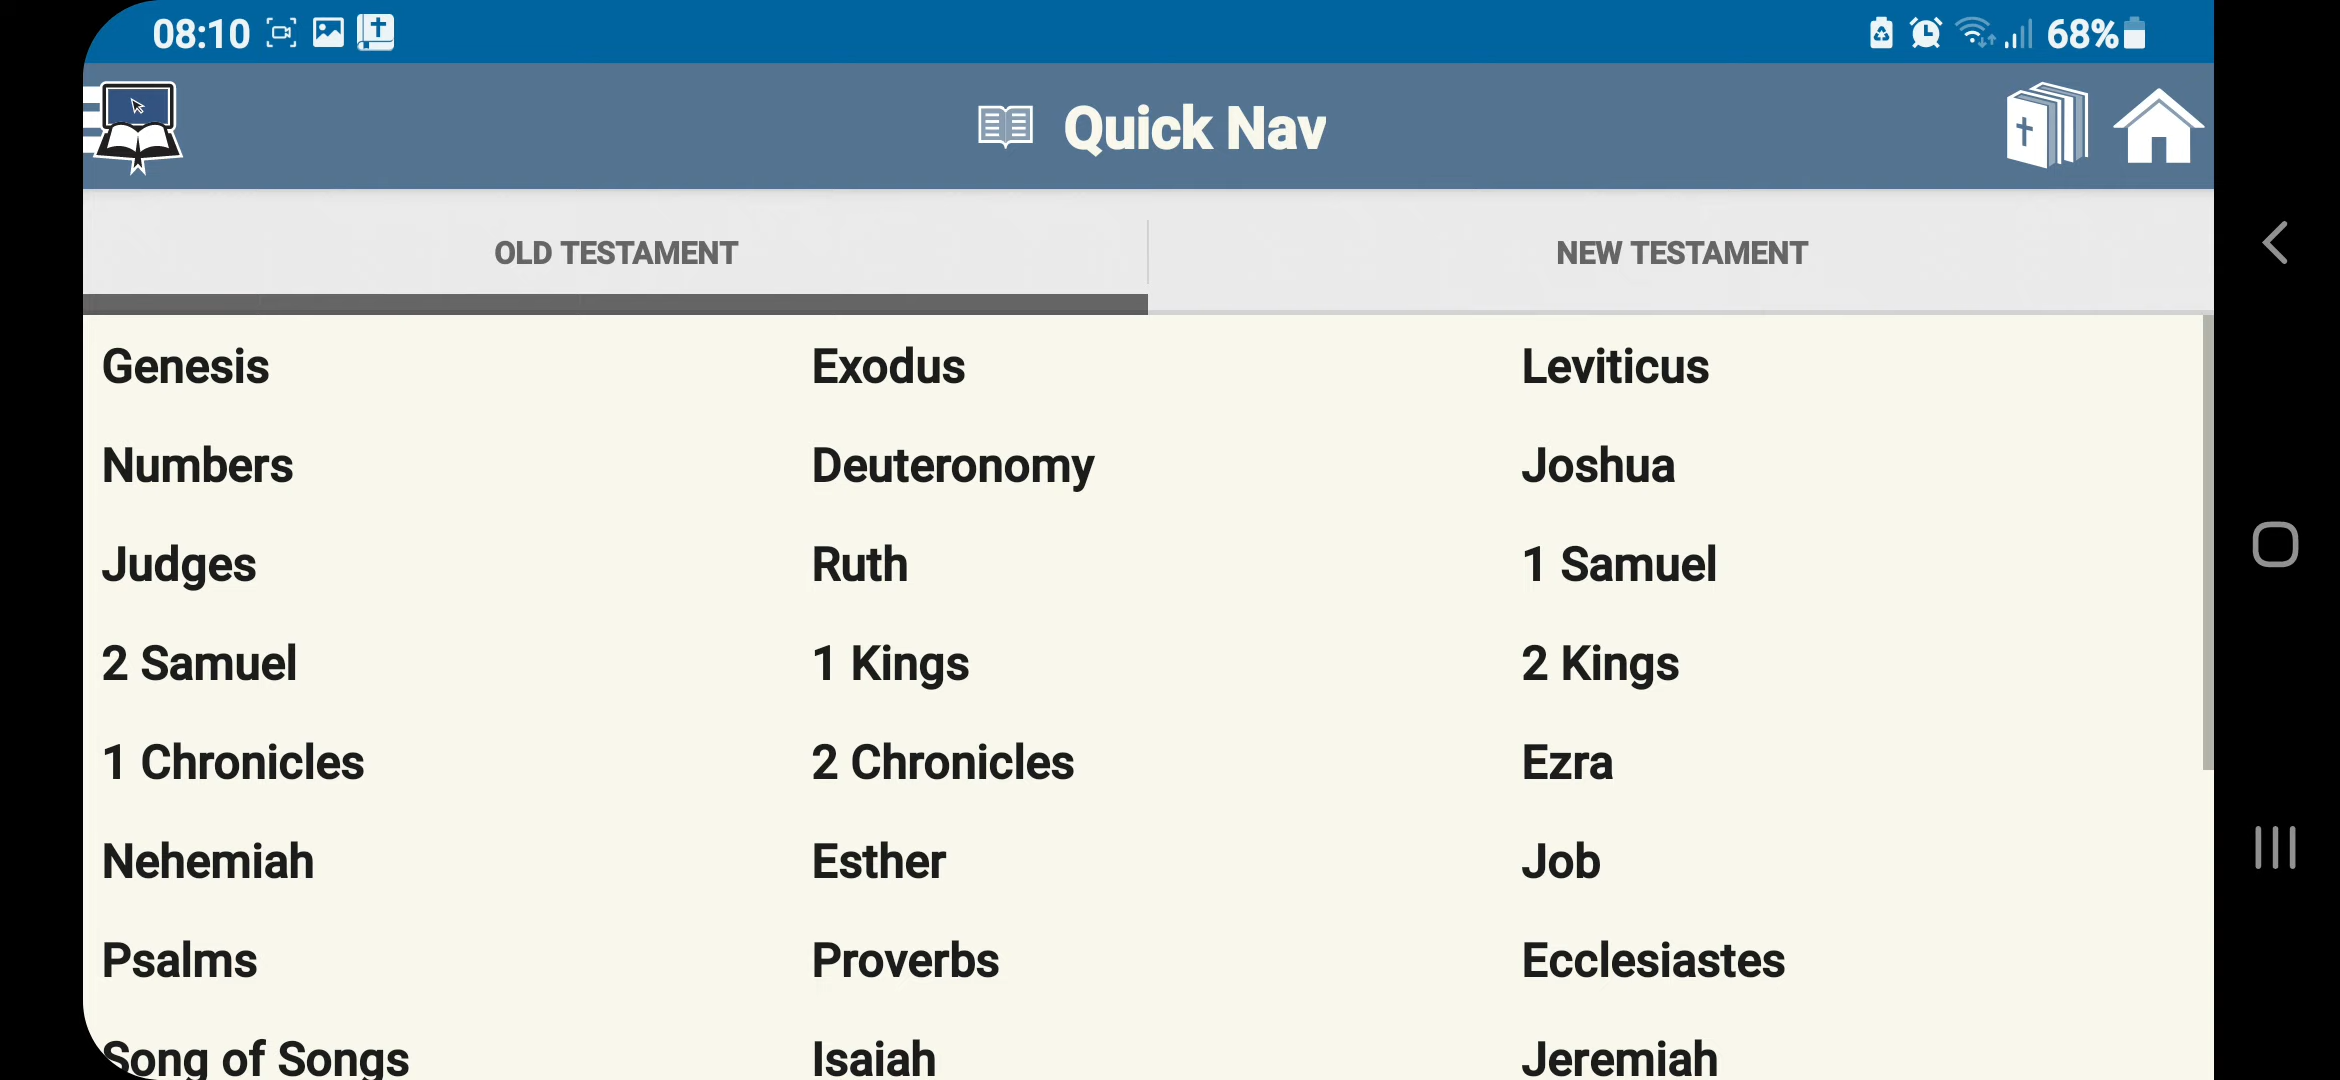 08:10 68%
Quick Nav
OLD TESTAMENT NEW TESTAMENT
Genesis Exodus Leviticus
Numbers Deuteronomy Joshua
Judges Ruth 1 Samuel
2 Samuel 1 Kings 2 Kings
1 Chronicles 2 Chronicles Ezra
Nehemiah Esther Job
Psalms Proverbs Ecclesiastes
Song of Songs Isaiah Jeremiah